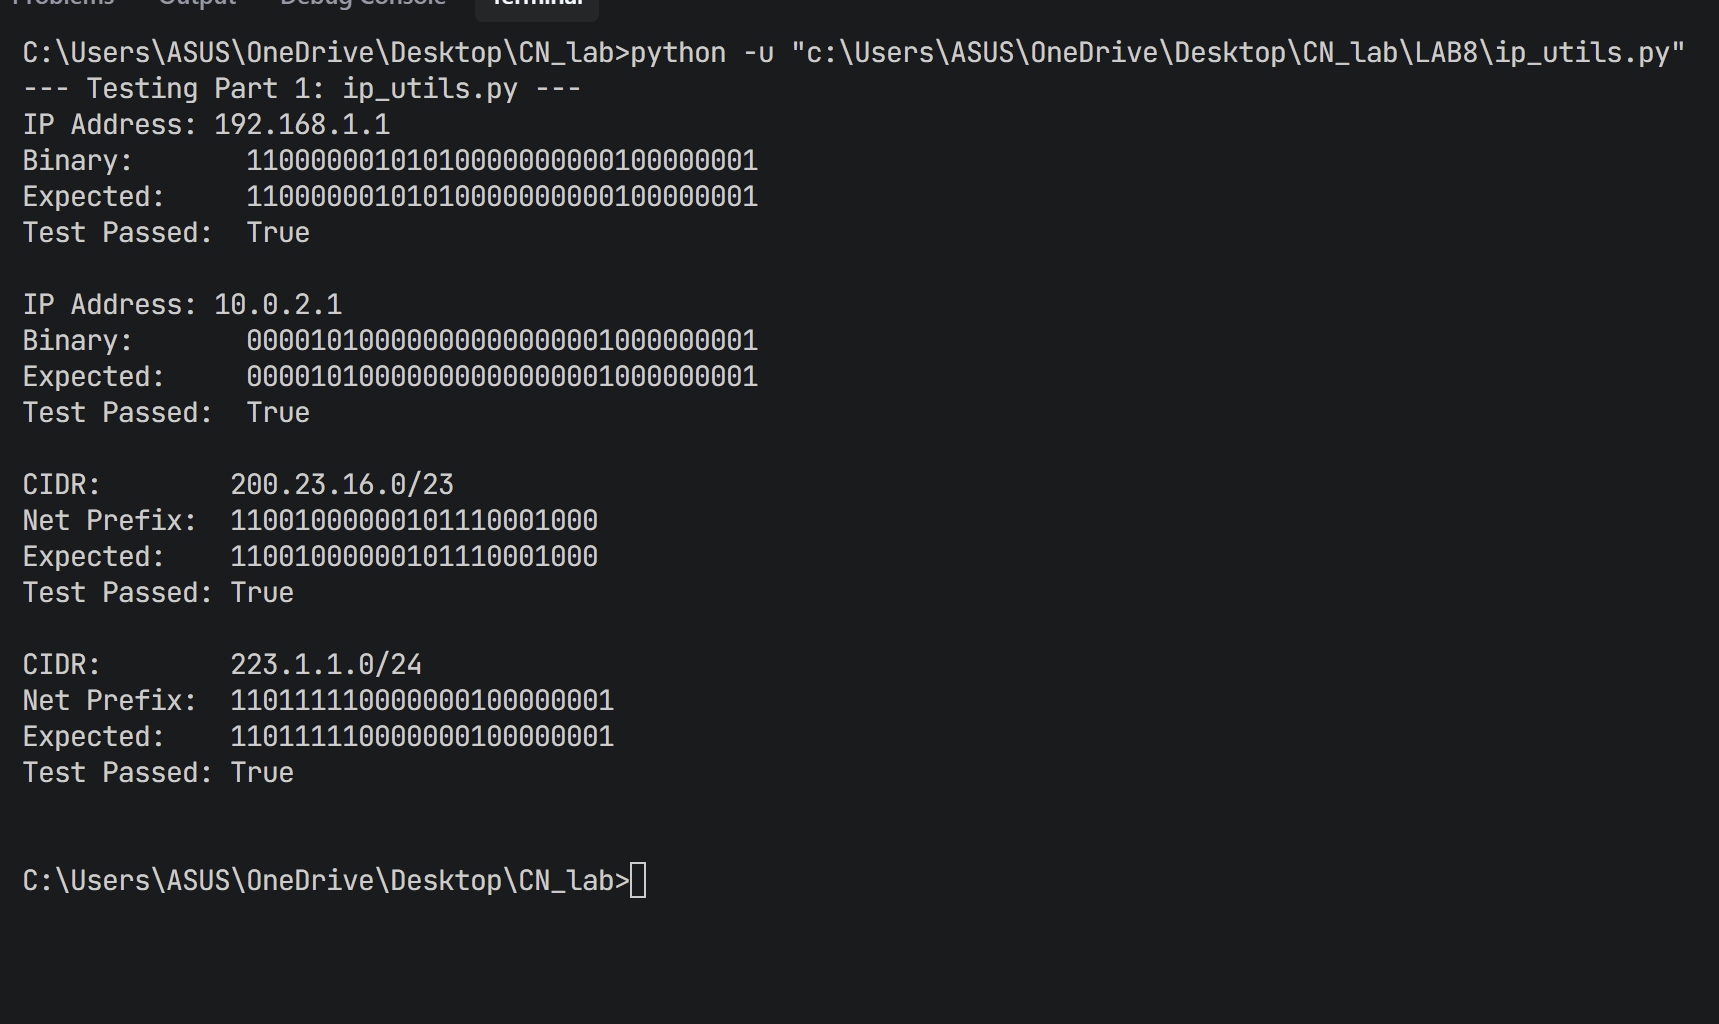 Problems Output Debug Console Terminal
C:\Users\ASUS\OneDrive\Desktop\CN_lab>python -u "c:\Users\ASUS\OneDrive\Desktop\CN_lab\LAB8\ip_utils.py"
--- Testing Part 1: ip_utils.py ---
IP Address: 192.168.1.1
Binary:       11000000101010000000000100000001
Expected:     11000000101010000000000100000001
Test Passed:  True

IP Address: 10.0.2.1
Binary:       00001010000000000000001000000001
Expected:     00001010000000000000001000000001
Test Passed:  True

CIDR:        200.23.16.0/23
Net Prefix:  11001000000101110001000
Expected:    11001000000101110001000
Test Passed: True

CIDR:        223.1.1.0/24
Net Prefix:  110111110000000100000001
Expected:    110111110000000100000001
Test Passed: True

C:\Users\ASUS\OneDrive\Desktop\CN_lab>